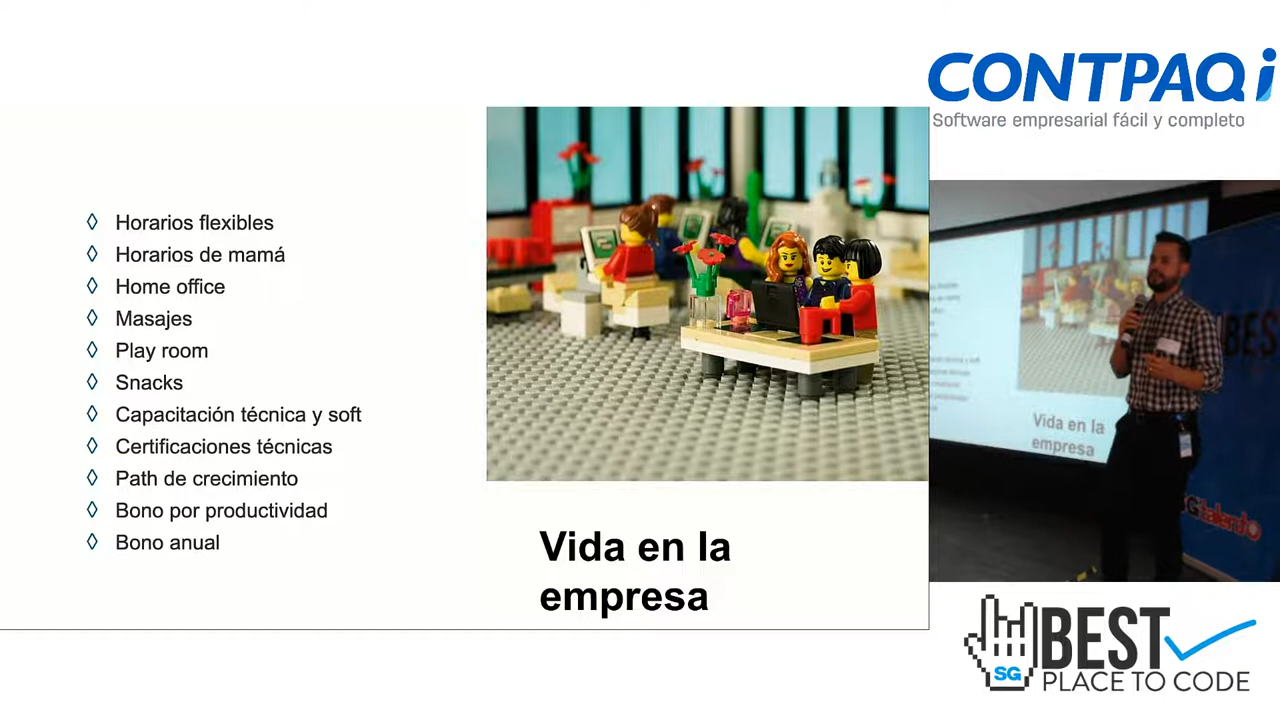 CONTPAQi
Software empresarial fácil y completo
Horarios flexibles
Horarios de mamá
Home office
Masajes
Play room
Snacks
Capacitación técnica y soft
Certificaciones técnicas
Path de crecimiento
Bono por productividad
Bono anual
Vida en la
empresa
Vida en la
empresa
BEST
SGtalento
SG
BEST
PLACE TO CODE